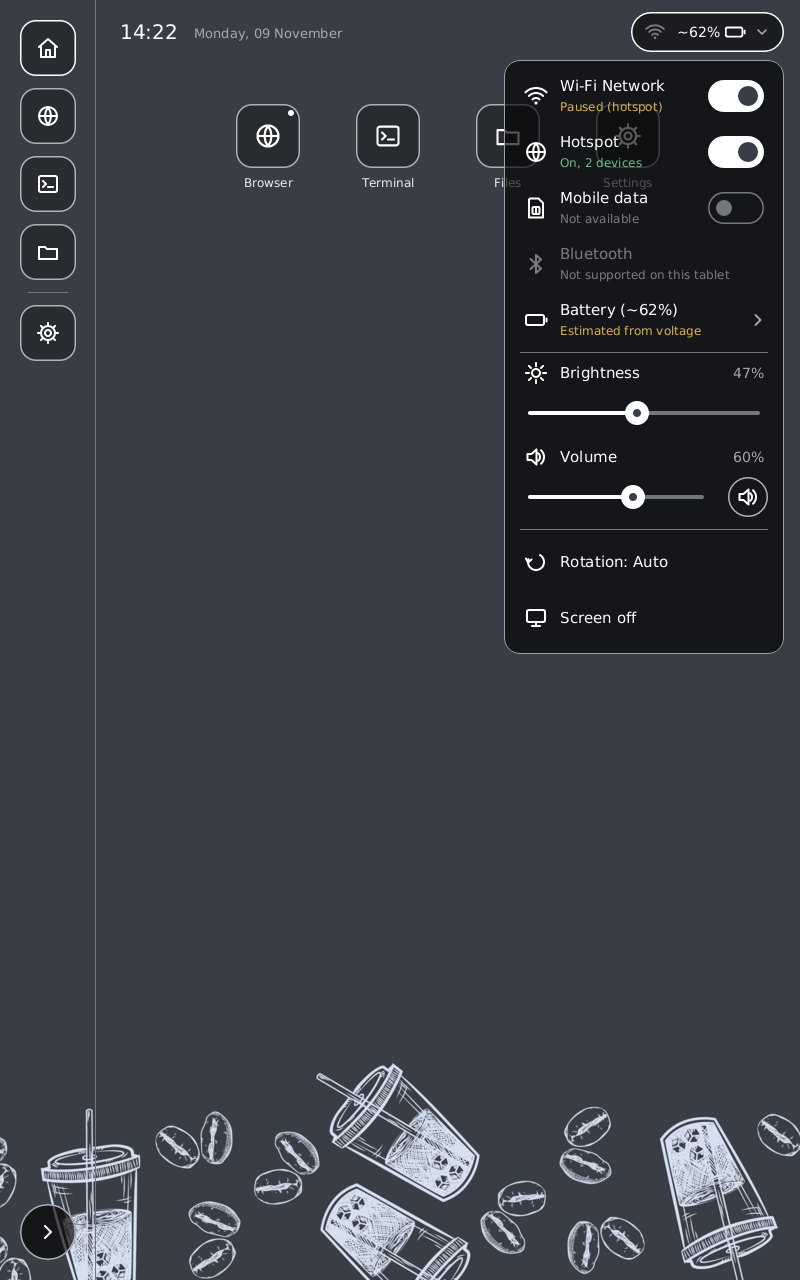 14:22 Monday, 09 November
~62%
Browser
Terminal
Files
Settings
Wi-Fi Network
Paused (hotspot)
Hotspot
On, 2 devices
Mobile data
Not available
Bluetooth
Not supported on this tablet
Battery (~62%)
Estimated from voltage
Brightness 47%
Volume 60%
Rotation: Auto
Screen off